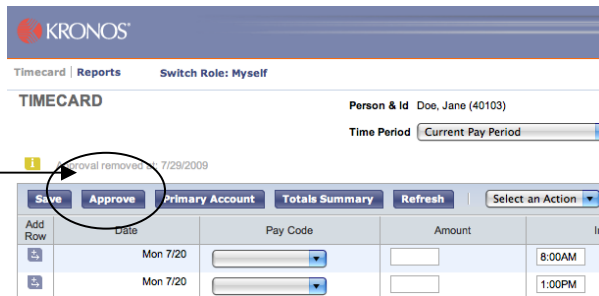 KRONOS®
Timecard | Reports Switch Role: Myself
TIMECARD
Person & Id Doe, Jane (40103)
Time Period Current Pay Period
i Approval removed at: 7/29/2009
Save Approve Primary Account Totals Summary Refresh Select an Action
Add Row Date Pay Code Amount
Mon 7/20 8:00AM
Mon 7/20 1:00PM